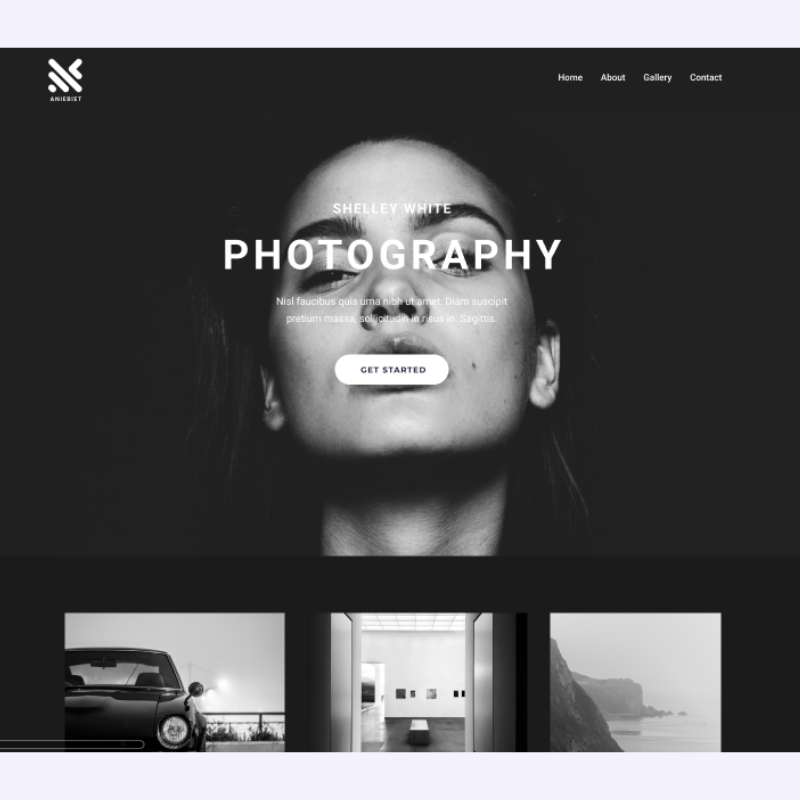 ANIEBIET
Home About Gallery Contact
SHELLEY WHITE
PHOTOGRAPHY
Nisl faucibus quis urna nibh ut amet. Diam suscipit
pretium massa, sollicitudin in risus in. Sagittis.
GET STARTED